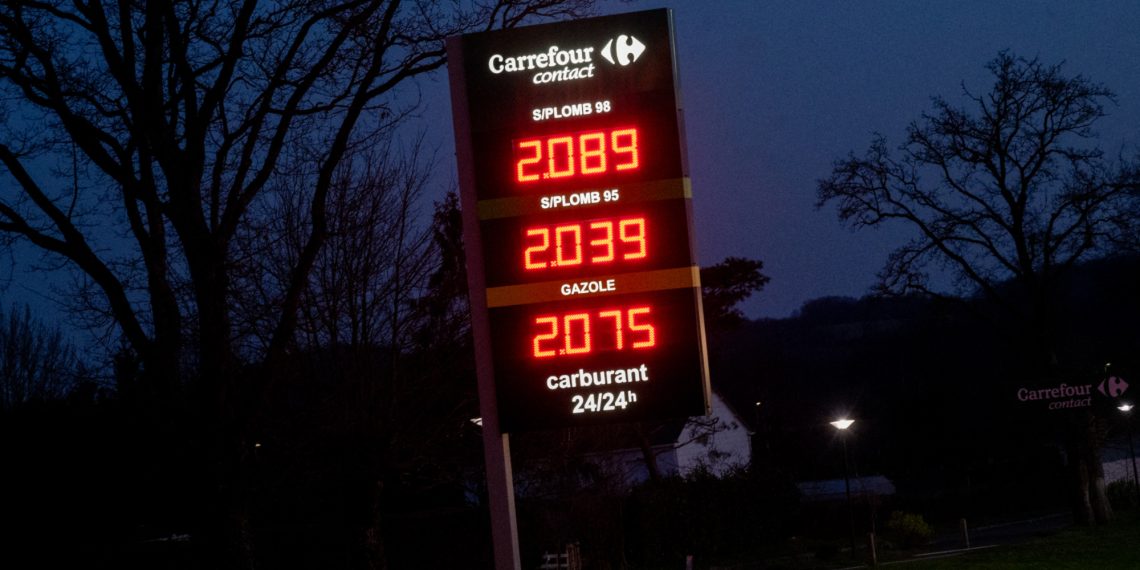 Carrefour
contact
S/PLOMB 98
2.089
S/PLOMB 95
2.039
GAZOLE
2.075
carburant
24/24h
Carrefour
contact